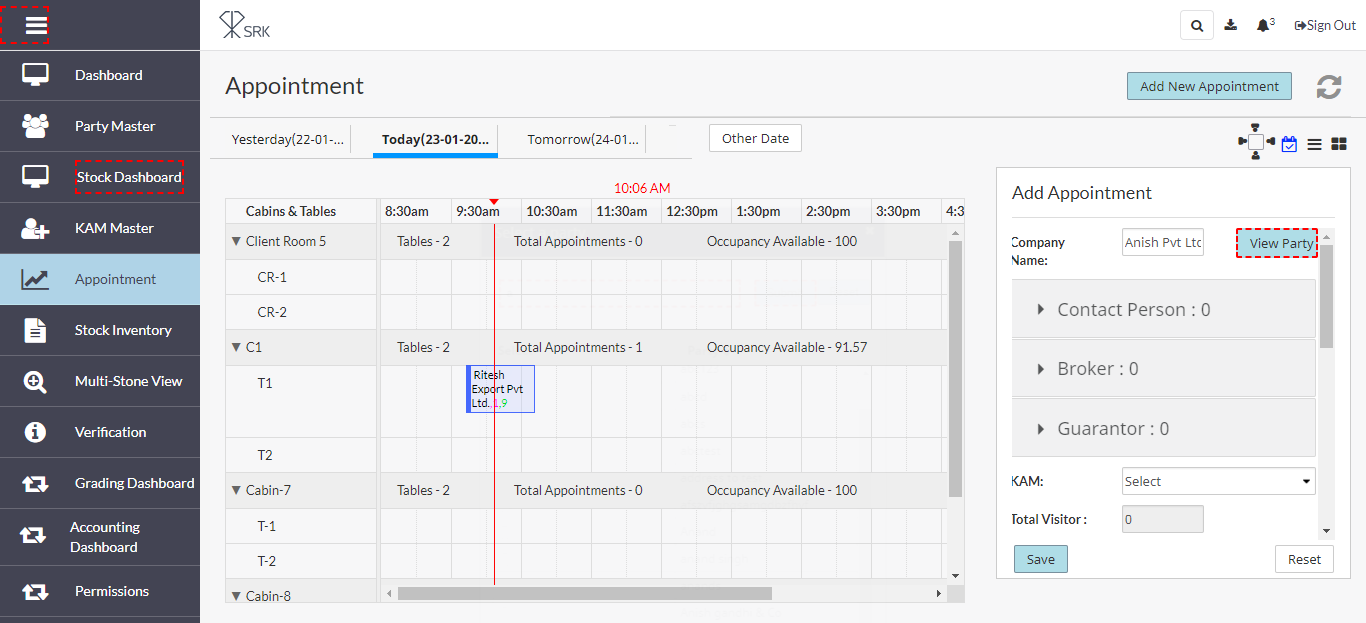 SRK
3
Sign Out
Dashboard
Party Master
Stock Dashboard
KAM Master
Appointment
Stock Inventory
Multi-Stone View
Verification
Grading Dashboard
Accounting
Dashboard
Permissions
Appointment
Add New Appointment
Yesterday(22-01-...
Today(23-01-20...
Tomorrow(24-01...
Other Date
10:06 AM
Cabins & Tables 8:30am 9:30am 10:30am 11:30am 12:30pm 1:30pm 2:30pm 3:30pm 4:3
Client Room 5 Tables - 2 Total Appointments - 0 Occupancy Available - 100
CR-1
CR-2
C1 Tables - 2 Total Appointments - 1 Occupancy Available - 91.57
T1
Ritesh
Export Pvt
Ltd.,1,9
T2
Cabin-7 Tables - 2 Total Appointments - 0 Occupancy Available - 100
T-1
T-2
Cabin-8
Add Appointment
Company
Name:
Anish Pvt Ltd
View Party
Contact Person : 0
Broker : 0
Guarantor : 0
KAM: Select
Total Visitor : 0
Save
Reset